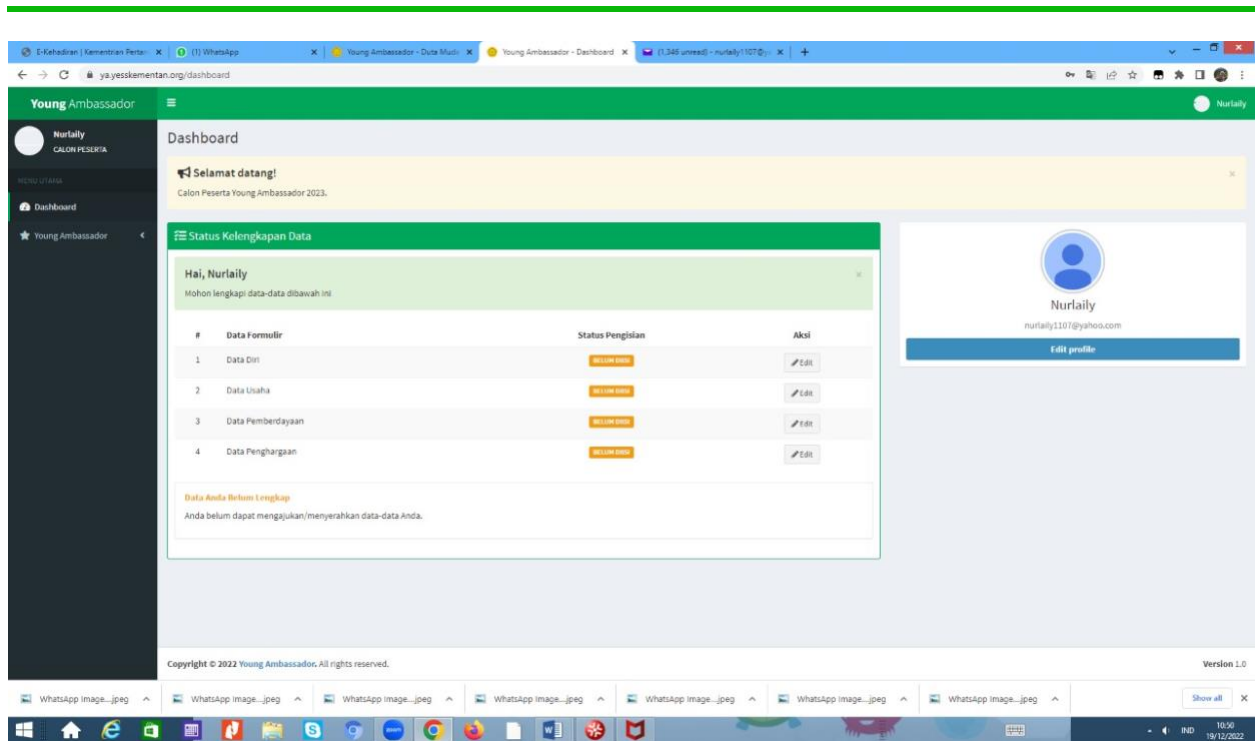 E-Kehadiran | Kementrian Pertan
(1) WhatsApp
Young Ambassador - Duta Muda
Young Ambassador - Dashboard
(1,346 unread) - nurlaily1107@y
ya.yesskementan.org/dashboard
Young Ambassador
Nurlaily
Nurlaily
CALON PESERTA
MENU UTAMA
Dashboard
Young Ambassador
Dashboard
Selamat datang!
Calon Peserta Young Ambassador 2023.
Status Kelengkapan Data
Hai, Nurlaily
Mohon lengkapi data-data dibawah ini
# Data Formulir Status Pengisian Aksi
1 Data Diri BELUM DIISI Edit
2 Data Usaha BELUM DIISI Edit
3 Data Pemberdayaan BELUM DIISI Edit
4 Data Penghargaan BELUM DIISI Edit
Data Anda Belum Lengkap
Anda belum dapat mengajukan/menyerahkan data-data Anda.
Nurlaily
nurlaily1107@yahoo.com
Edit profile
Copyright © 2022 Young Ambassador. All rights reserved.
Version 1.0
WhatsApp Image...jpeg
WhatsApp Image...jpeg
WhatsApp Image...jpeg
WhatsApp Image...jpeg
WhatsApp Image...jpeg
WhatsApp Image...jpeg
WhatsApp Image...jpeg
Show all
zoom
IND
10:50
19/12/2022